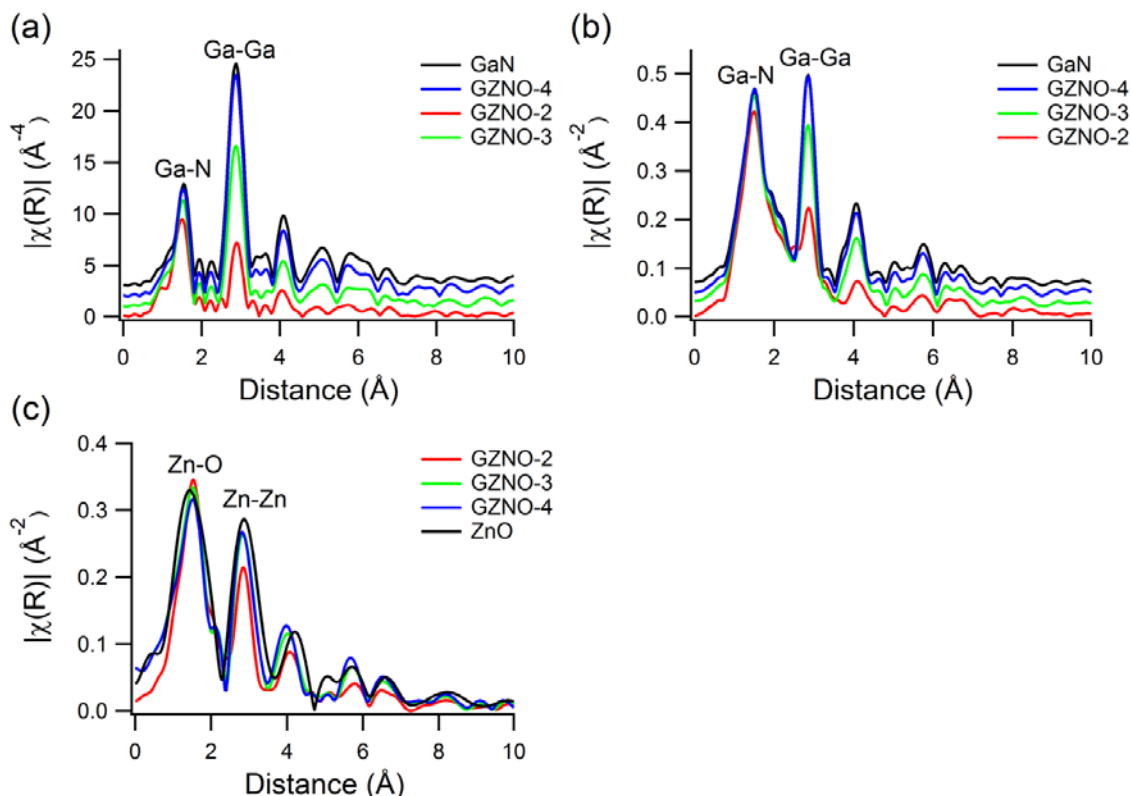 (a)
Ga-Ga
Ga-N
GaN
GZNO-4
GZNO-2
GZNO-3
|χ(R)| (Å⁻⁴)
25
20
15
10
5
0
0 2 4 6 8 10
Distance (Å)
(b)
Ga-N
Ga-Ga
GaN
GZNO-4
GZNO-3
GZNO-2
|χ(R)| (Å⁻²)
0.5
0.4
0.3
0.2
0.1
0.0
0 2 4 6 8 10
Distance (Å)
(c)
Zn-O
Zn-Zn
GZNO-2
GZNO-3
GZNO-4
ZnO
|χ(R)| (Å⁻²)
0.4
0.3
0.2
0.1
0.0
0 2 4 6 8 10
Distance (Å)